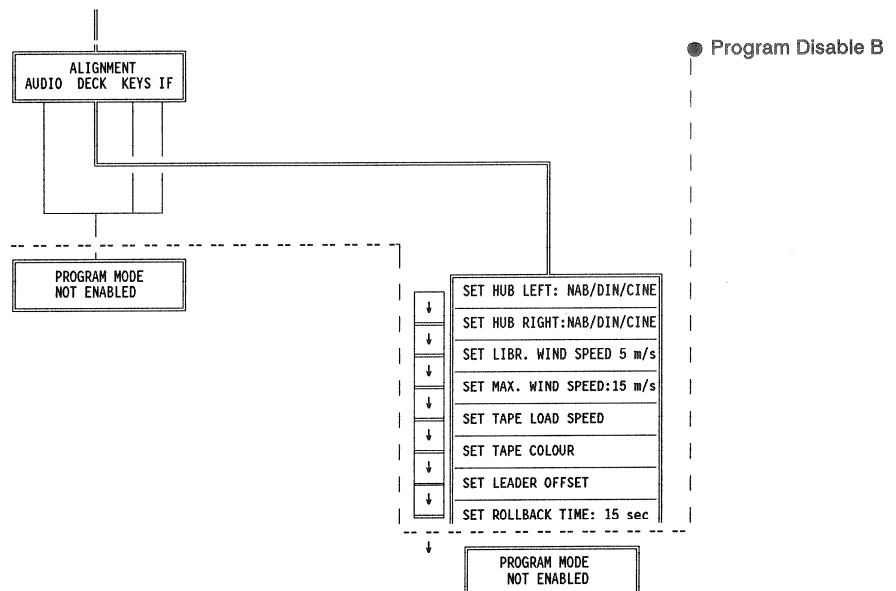 Program Disable B
ALIGNMENT
AUDIO DECK KEYS IF
PROGRAM MODE
NOT ENABLED
SET HUB LEFT: NAB/DIN/CINE
SET HUB RIGHT:NAB/DIN/CINE
SET LIBR. WIND SPEED 5 m/s
SET MAX. WIND SPEED:15 m/s
SET TAPE LOAD SPEED
SET TAPE COLOUR
SET LEADER OFFSET
SET ROLLBACK TIME: 15 sec
PROGRAM MODE
NOT ENABLED